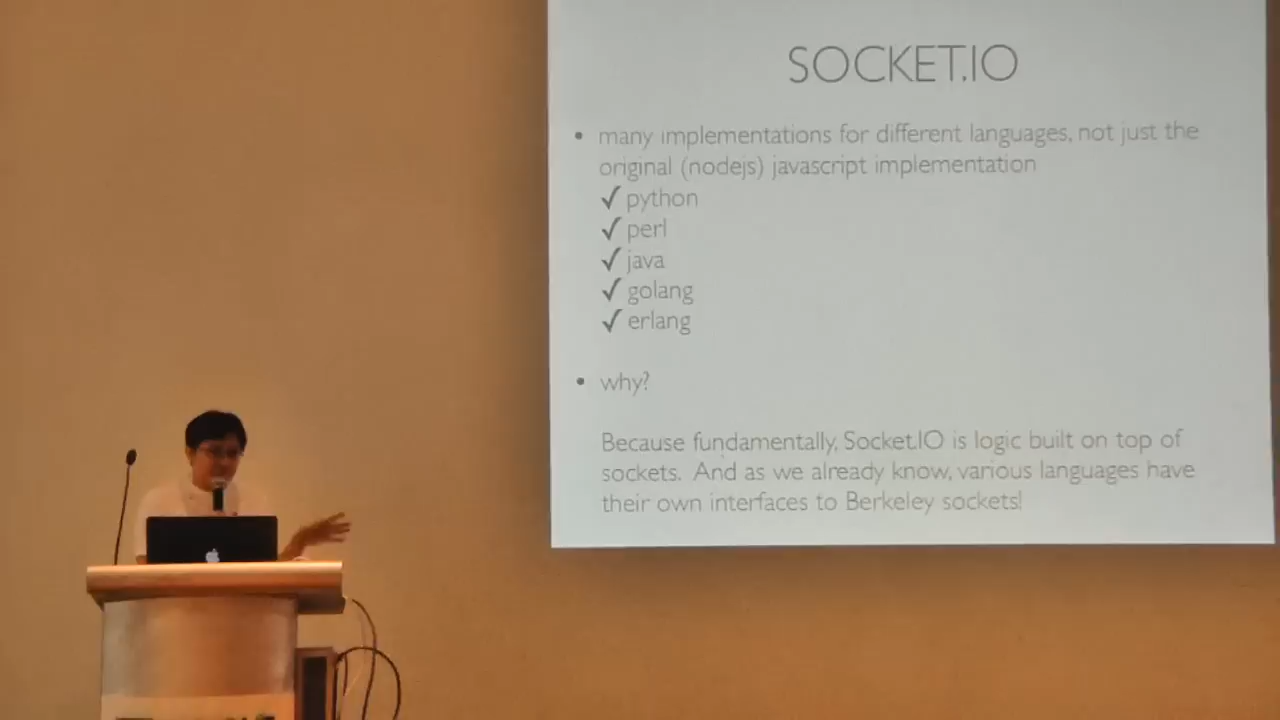 SOCKET.IO
• many implementations for different languages, not just the
original (nodejs) javascript implementation
✓ python
✓ perl
✓ java
✓ golang
✓ erlang
• why?
Because fundamentally, Socket.IO is logic built on top of
sockets. And as we already know, various languages have
their own interfaces to Berkeley sockets!